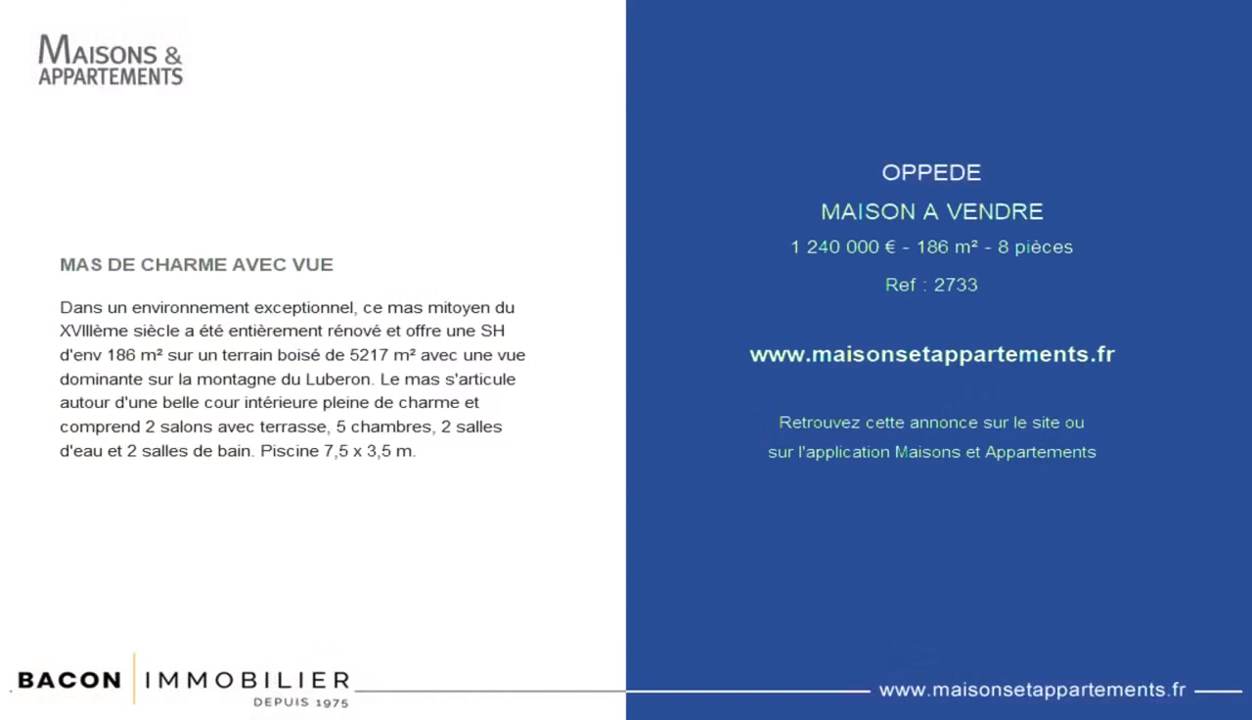 MAISONS &
APPARTEMENTS
MAS DE CHARME AVEC VUE
Dans un environnement exceptionnel, ce mas mitoyen du
XVIIIème siècle a été entièrement rénové et offre une SH
d'env 186 m² sur un terrain boisé de 5217 m² avec une vue
dominante sur la montagne du Luberon. Le mas s'articule
autour d'une belle cour intérieure pleine de charme et
comprend 2 salons avec terrasse, 5 chambres, 2 salles
d'eau et 2 salles de bain. Piscine 7,5 x 3,5 m.
BACON IMMOBILIER
DEPUIS 1975
OPPEDE
MAISON A VENDRE
1 240 000 € - 186 m² - 8 pièces
Ref : 2733
www.maisonsetappartements.fr
Retrouvez cette annonce sur le site ou
sur l'application Maisons et Appartements
www.maisonsetappartements.fr